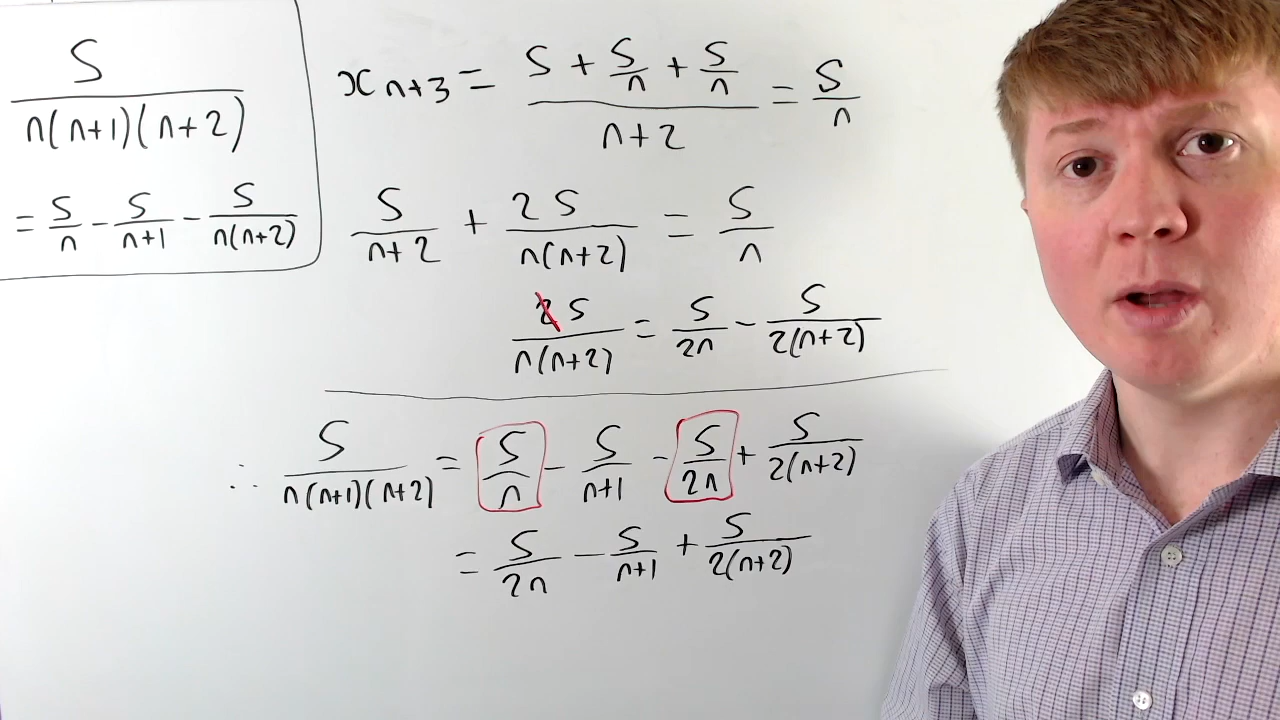 S/(n(n+1)(n+2))
= S/n - S/(n+1) - S/(n(n+2))
x_{n+3} = (S + S/n + S/n)/(n+2) = S/n
S/(n+2) + 2S/(n(n+2)) = S/n
2S/(n(n+2)) = S/(2n) - S/(2(n+2))
∴ S/(n(n+1)(n+2)) = S/n - S/(n+1) - S/(2n) + S/(2(n+2))
= S/(2n) - S/(n+1) + S/(2(n+2))